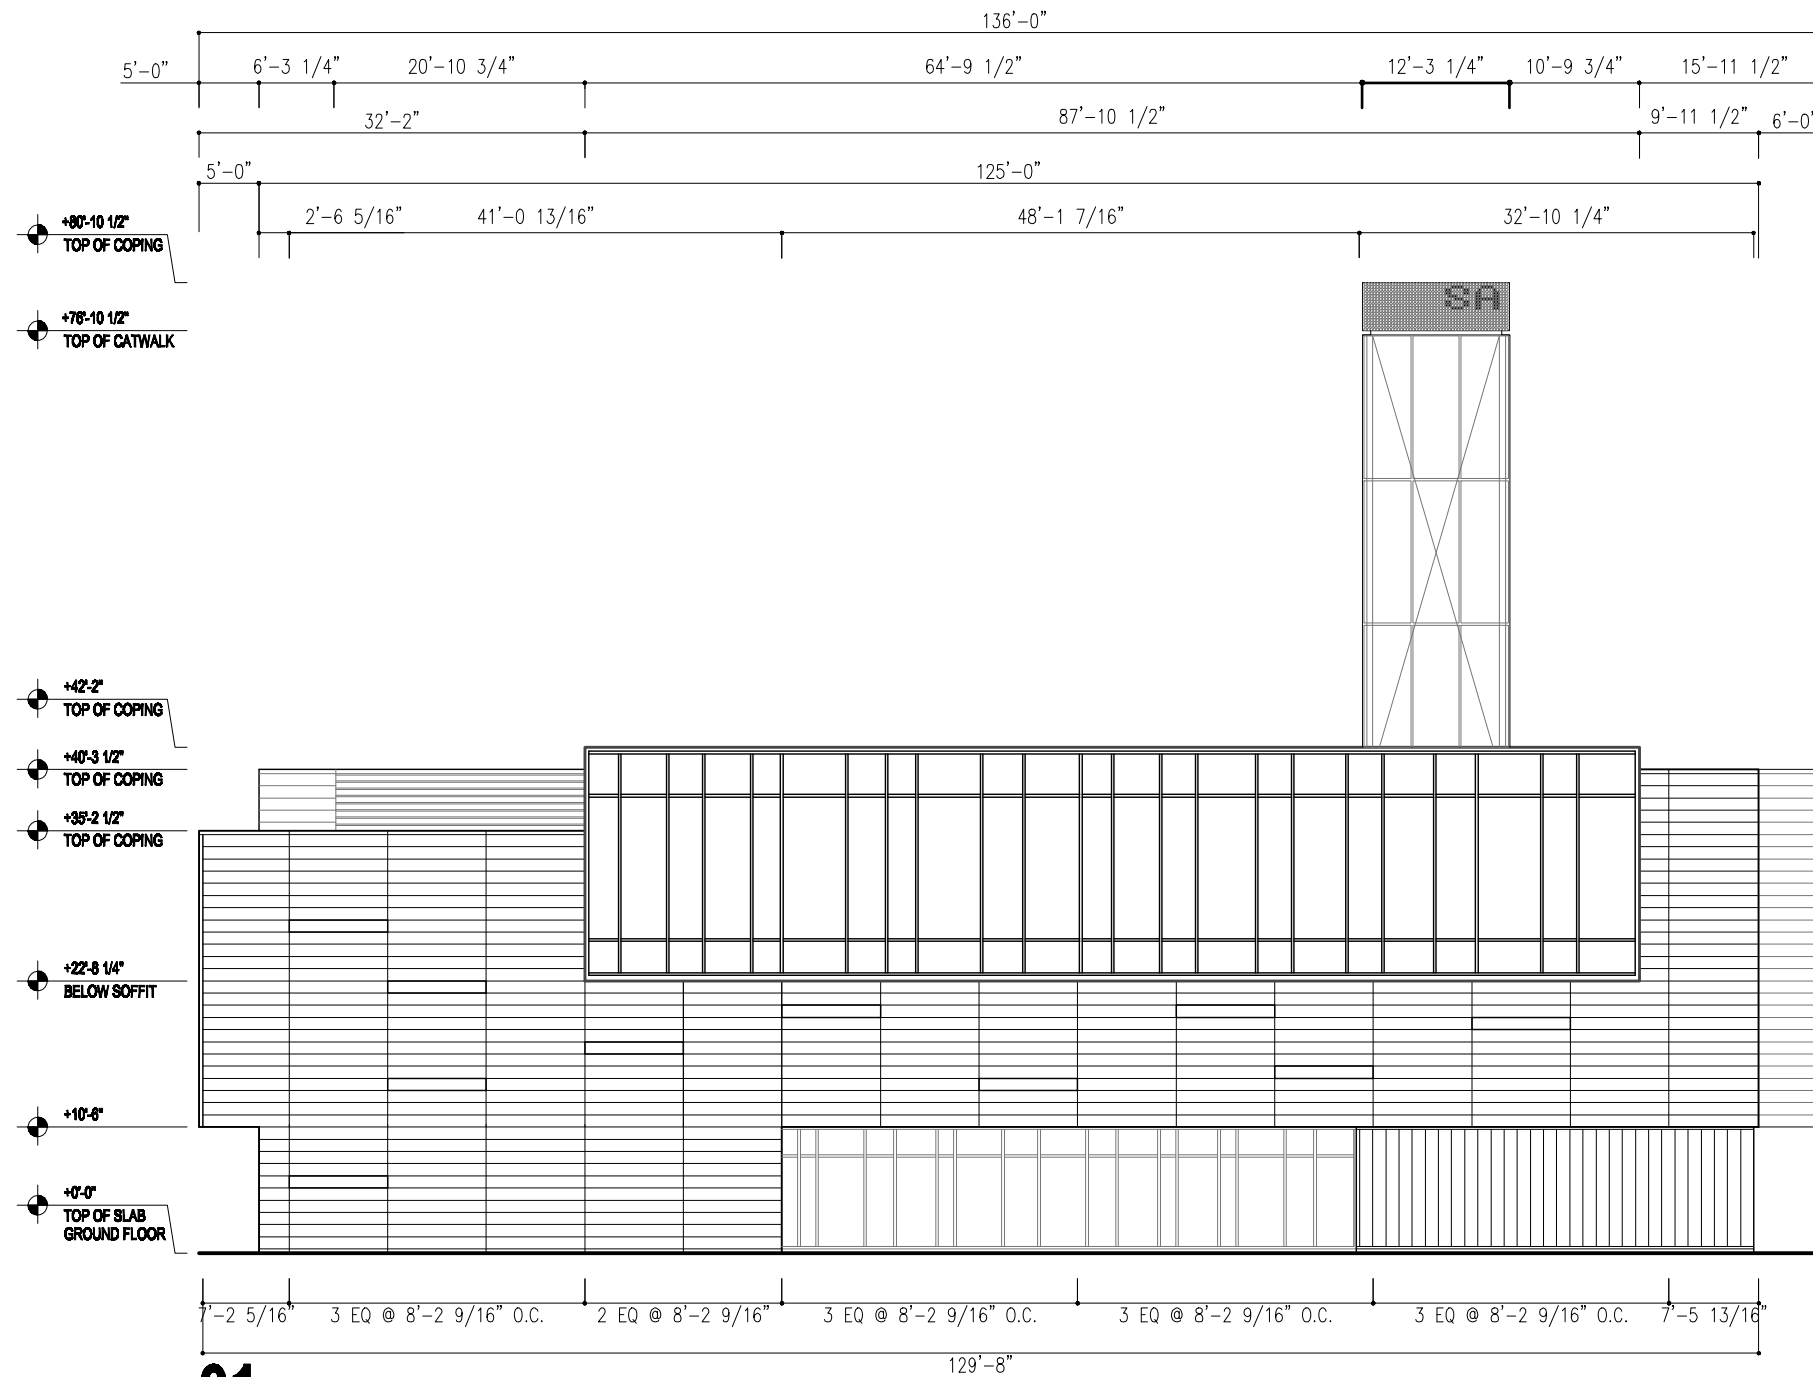 136'-0"
5'-0" 6'-3 1/4" 20'-10 3/4" 64'-9 1/2" 12'-3 1/4" 10'-9 3/4" 15'-11 1/2"
32'-2" 87'-10 1/2" 9'-11 1/2" 6'-0"
5'-0" 125'-0"
2'-6 5/16" 41'-0 13/16" 48'-1 7/16" 32'-10 1/4"
+80'-10 1/2"
TOP OF COPING
SA
+76'-10 1/2"
TOP OF CATWALK
+42'-2"
TOP OF COPING
+40'-3 1/2"
TOP OF COPING
+35'-2 1/2"
TOP OF COPING
+22'-8 1/4"
BELOW SOFFIT
+10'-6"
+0'-0"
TOP OF SLAB
GROUND FLOOR
7'-2 5/16" 3 EQ @ 8'-2 9/16" O.C. 2 EQ @ 8'-2 9/16" 3 EQ @ 8'-2 9/16" O.C. 3 EQ @ 8'-2 9/16" O.C. 3 EQ @ 8'-2 9/16" O.C. 7'-5 13/16"
129'-8"